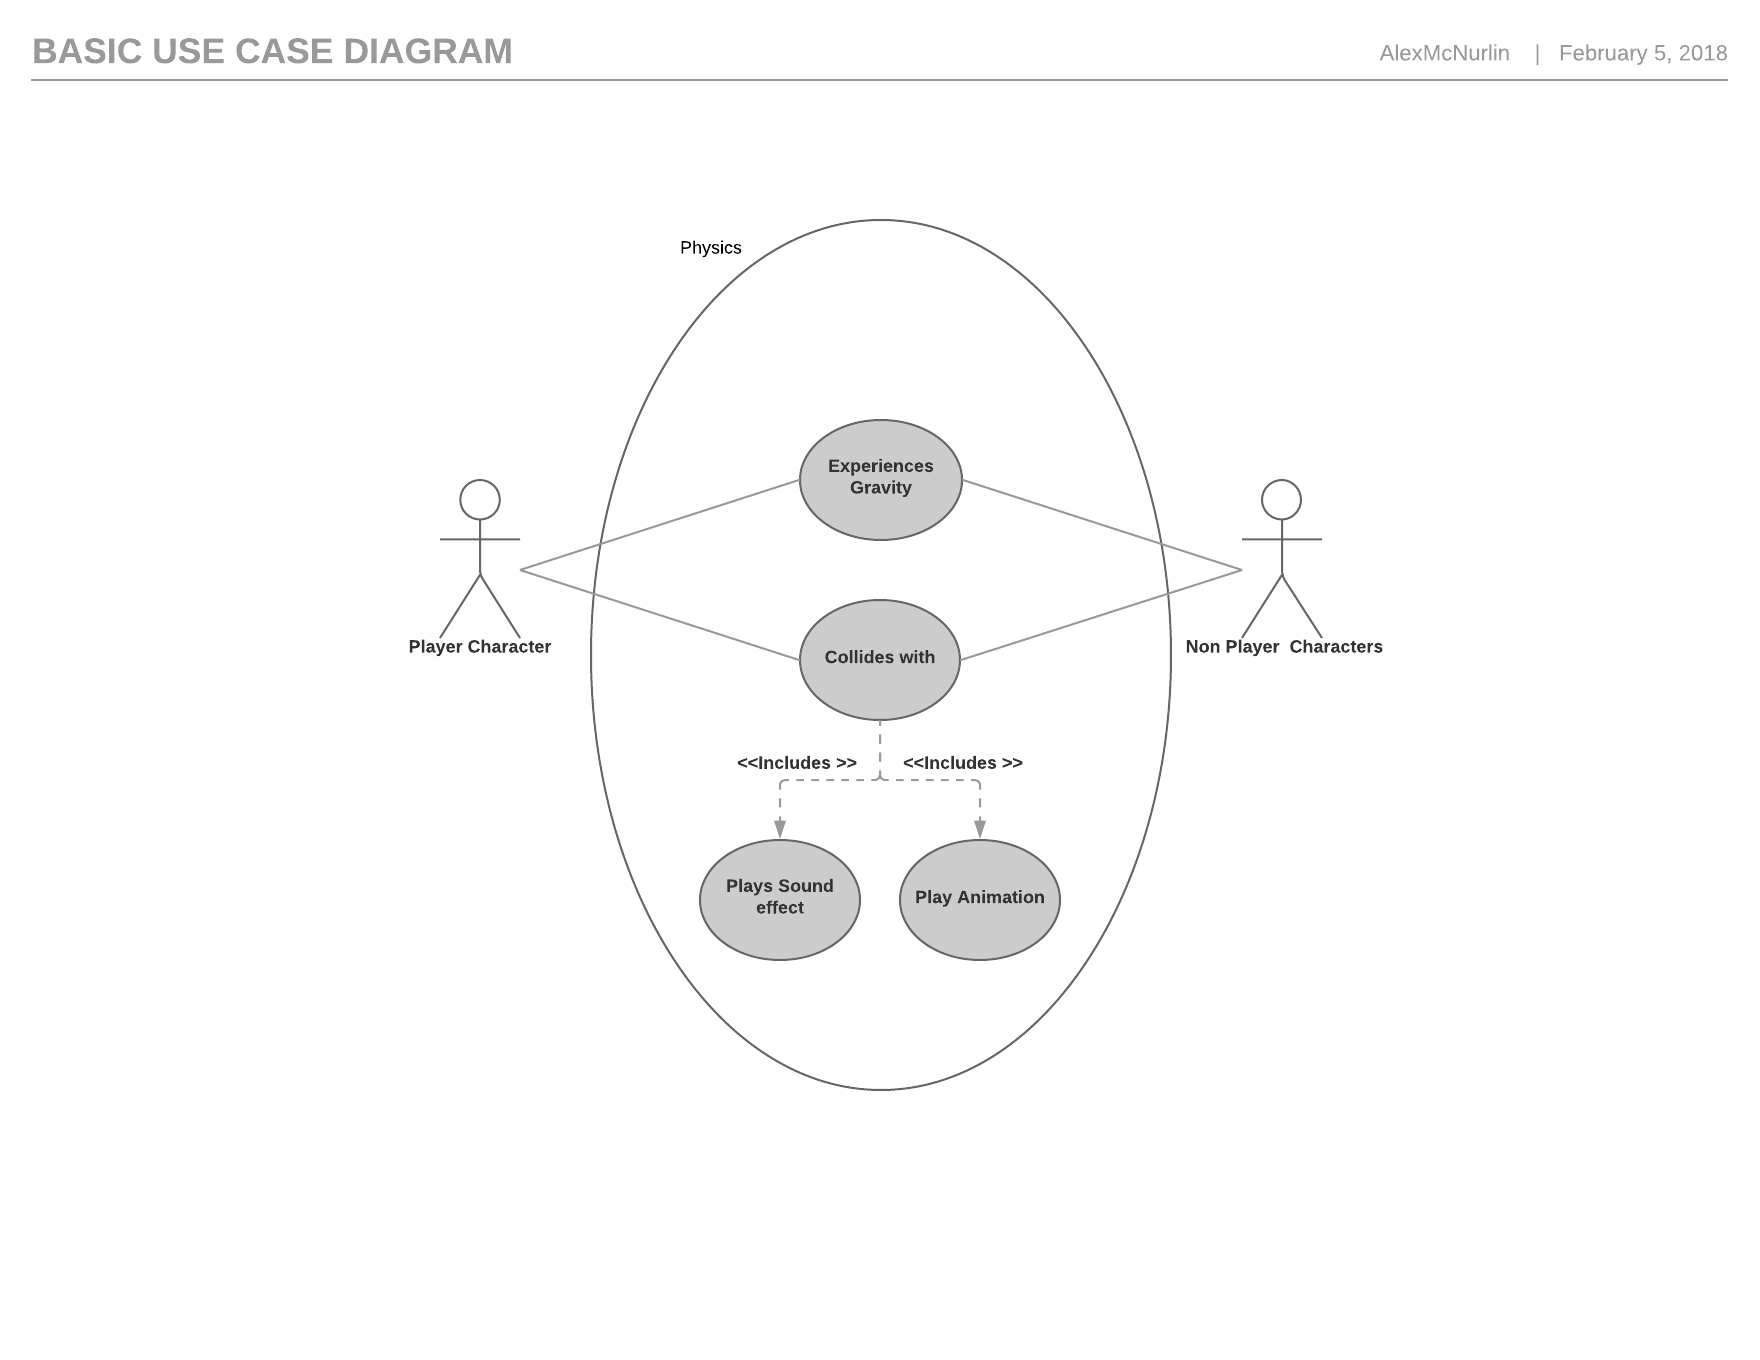 BASIC USE CASE DIAGRAM
AlexMcNurlin | February 5, 2018
Physics
Experiences
Gravity
Player Character
Non Player  Characters
Collides with
<<Includes >>
<<Includes >>
Plays Sound
effect
Play Animation